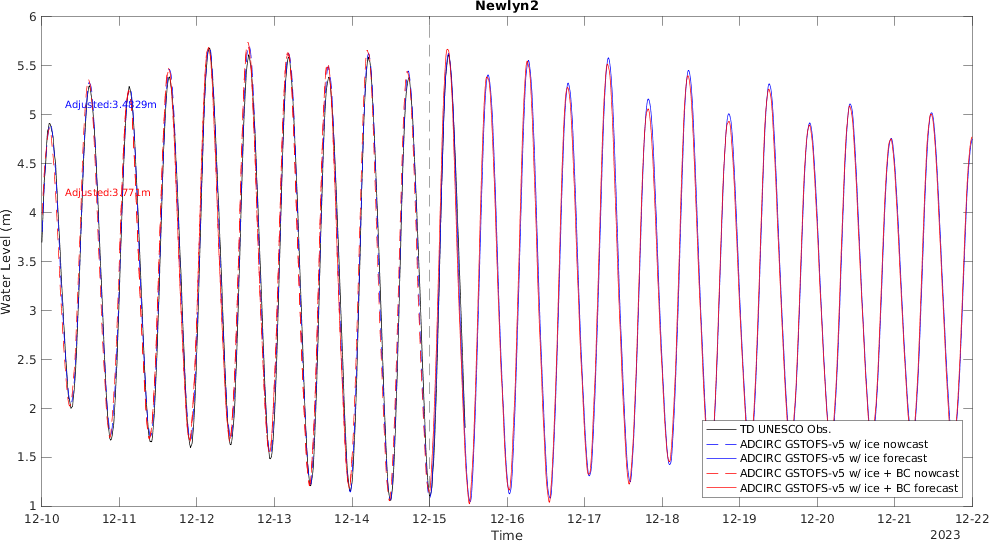 Newlyn2
6
5.5
5
4.5
4
3.5
3
2.5
2
1.5
1
Water Level (m)
Adjusted:3.4829m
Adjusted:3.771m
TD UNESCO Obs.
ADCIRC GSTOFS-v5 w/ ice nowcast
ADCIRC GSTOFS-v5 w/ ice forecast
ADCIRC GSTOFS-v5 w/ ice + BC nowcast
ADCIRC GSTOFS-v5 w/ ice + BC forecast
12-10 12-11 12-12 12-13 12-14 12-15 12-16 12-17 12-18 12-19 12-20 12-21 12-22
Time
2023